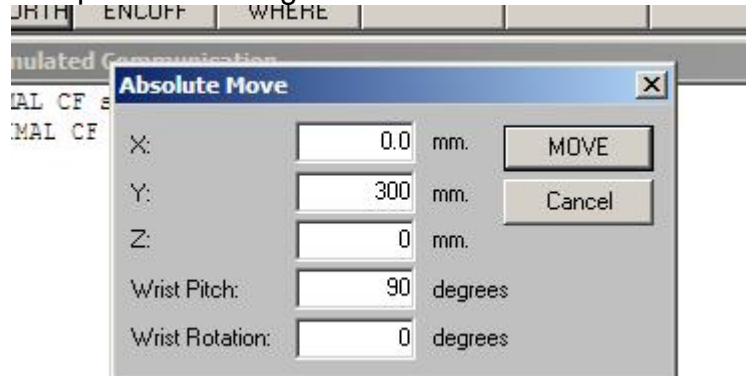 ENCOFF WHERE
Absolute Move
X: 0.0 mm. MOVE
Y: 300 mm. Cancel
Z: 0 mm.
Wrist Pitch: 90 degrees
Wrist Rotation: 0 degrees